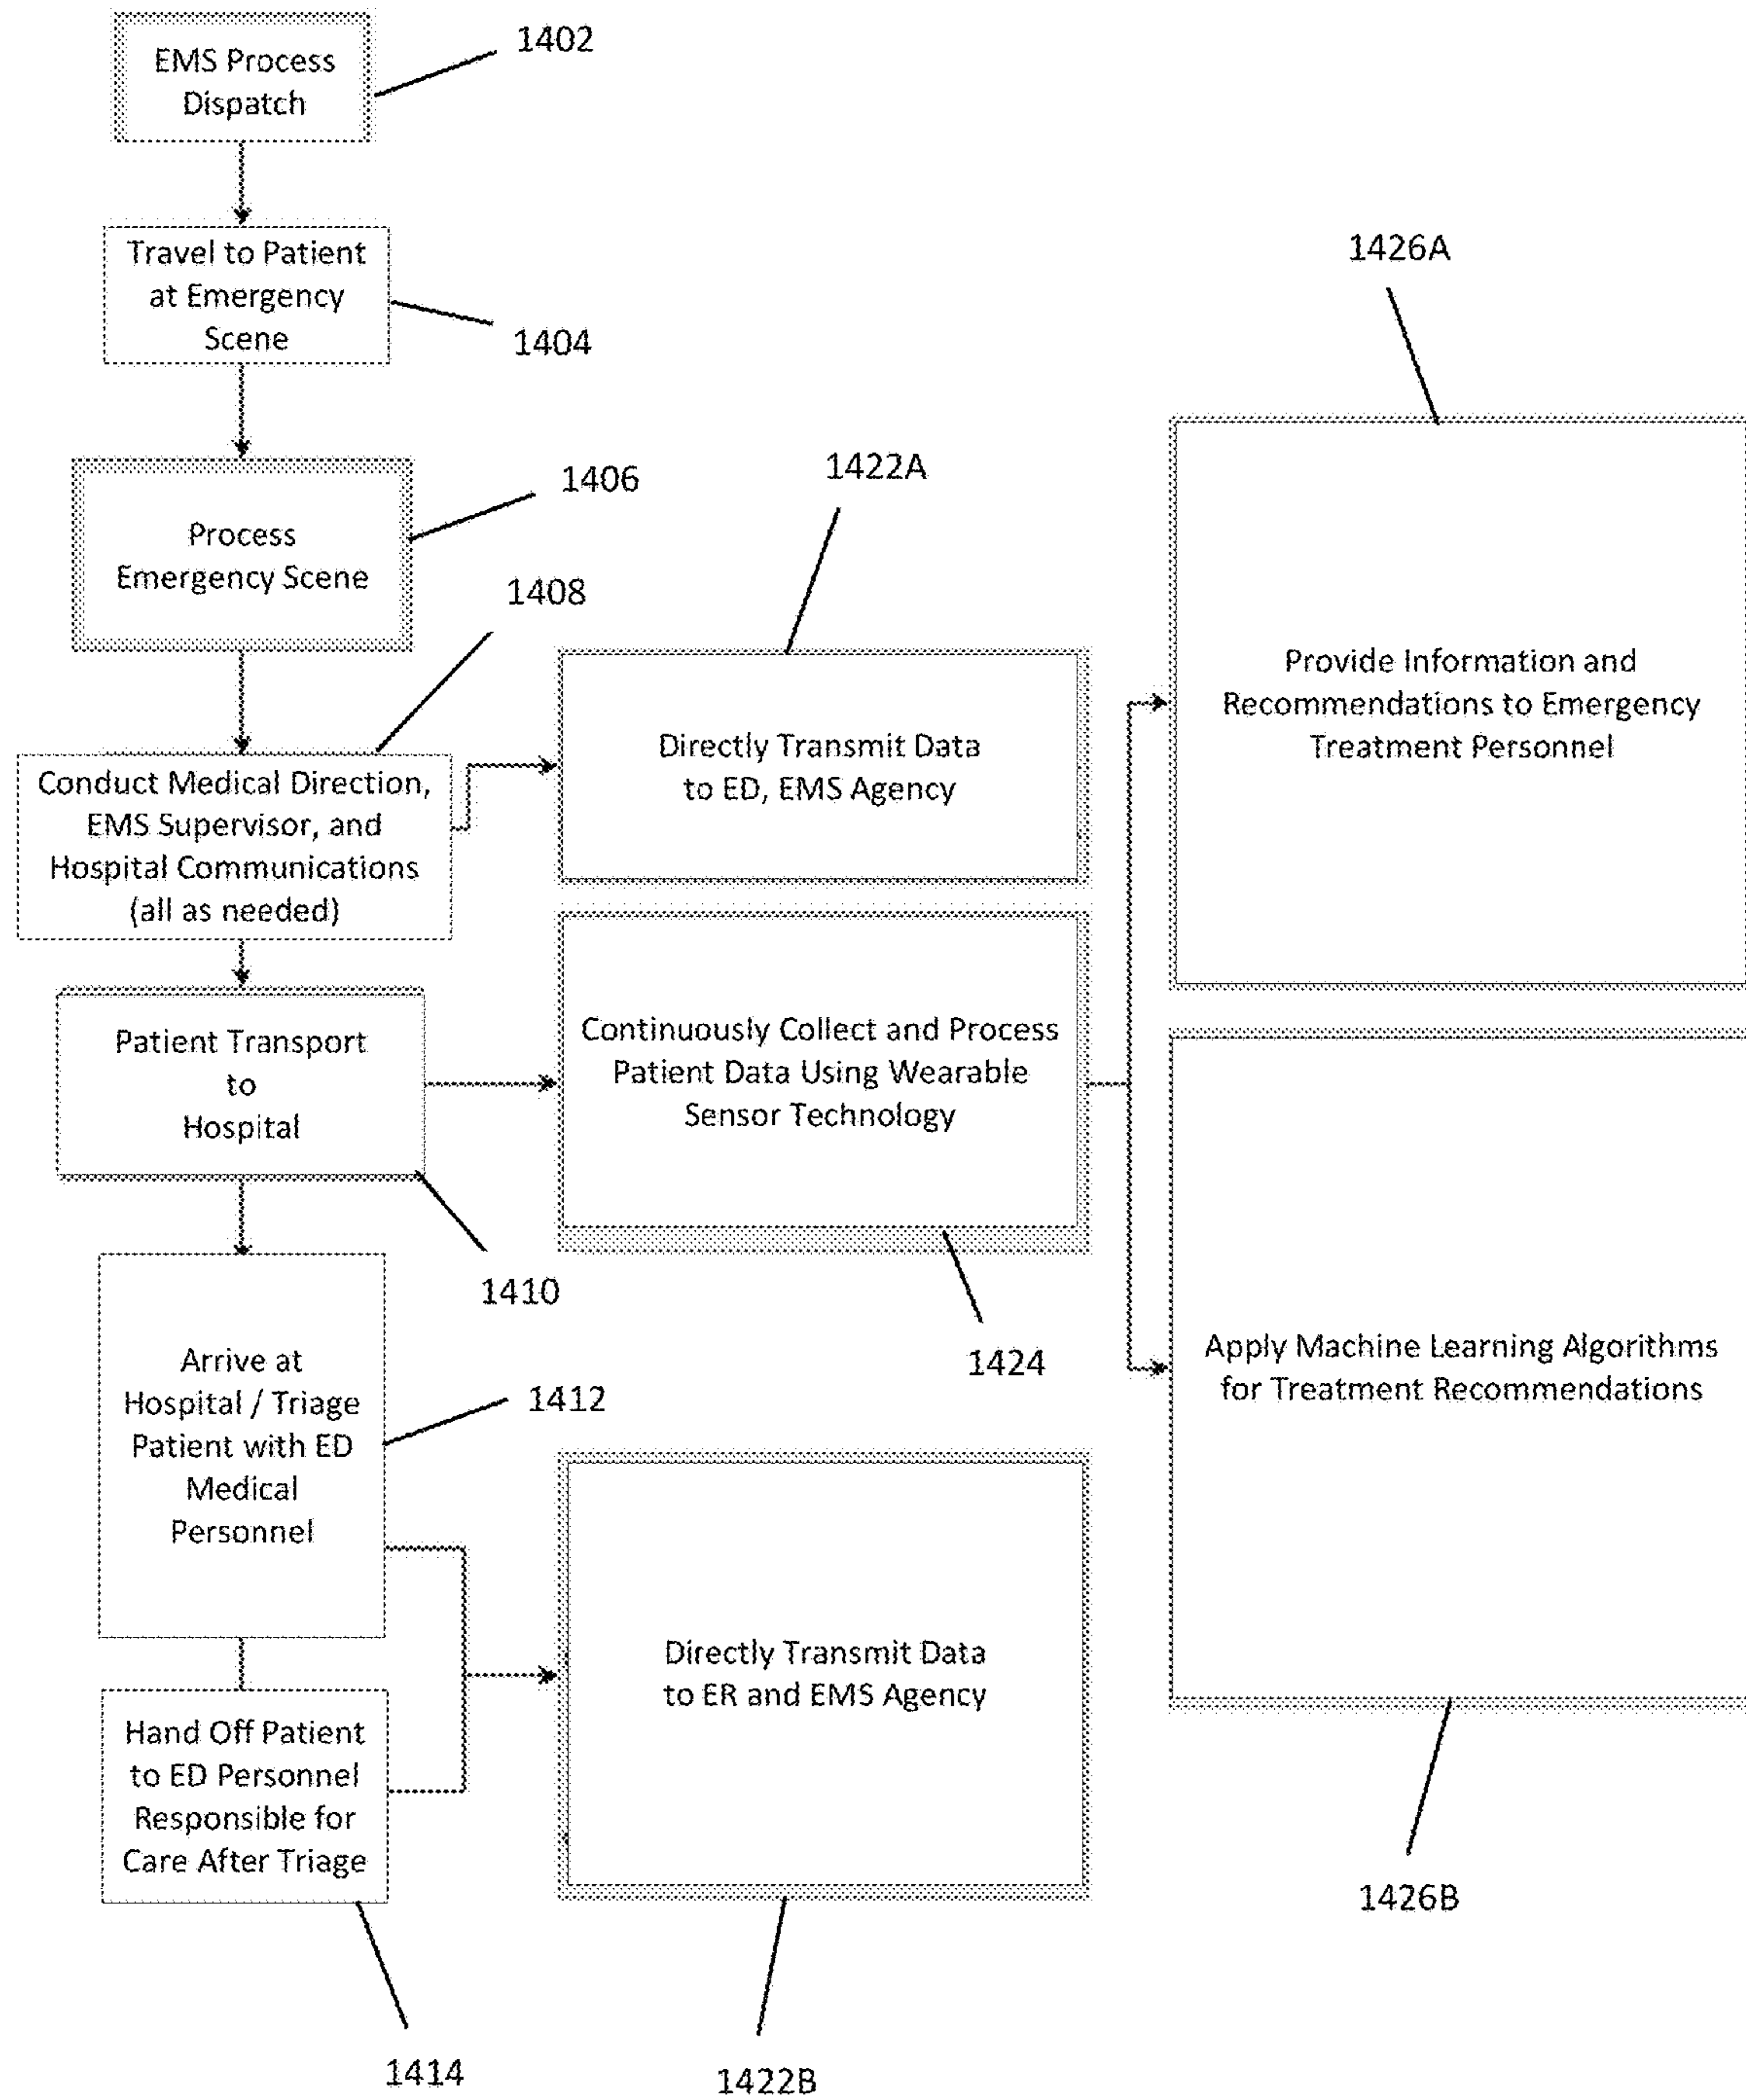 EMS Process
Dispatch
1402
Travel to Patient
at Emergency
Scene
1404
Process
Emergency Scene
1406
1408
Conduct Medical Direction,
EMS Supervisor, and
Hospital Communications
(all as needed)
Patient Transport
to
Hospital
1410
Arrive at
Hospital / Triage
Patient with ED
Medical
Personnel
1412
Hand Off Patient
to ED Personnel
Responsible for
Care After Triage
1414
1422A
Directly Transmit Data
to ED, EMS Agency
Continuously Collect and Process
Patient Data Using Wearable
Sensor Technology
1424
Directly Transmit Data
to ER and EMS Agency
1422B
1426A
Provide Information and
Recommendations to Emergency
Treatment Personnel
Apply Machine Learning Algorithms
for Treatment Recommendations
1426B